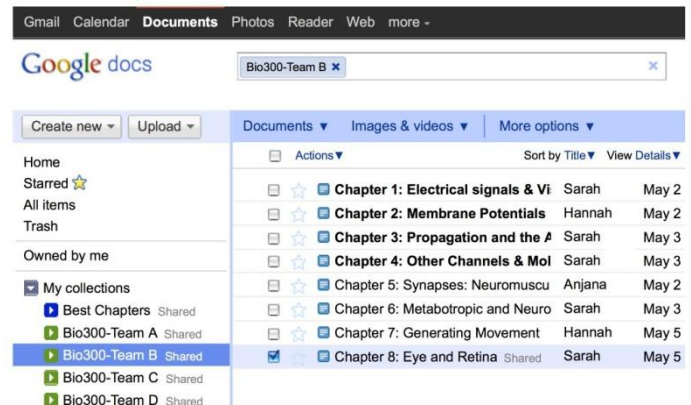 Gmail Calendar Documents Photos Reader Web more
Google docs
Bio300-Team B × ×
Create new Upload
Documents Images & videos More options
Actions Sort by Title View Details
Home
Starred
All items
Trash
Owned by me
My collections
Best Chapters Shared
Bio300-Team A Shared
Bio300-Team B Shared
Bio300-Team C Shared
Bio300-Team D Shared
Chapter 1: Electrical signals & Vi Sarah May 2
Chapter 2: Membrane Potentials Hannah May 2
Chapter 3: Propagation and the A Sarah May 3
Chapter 4: Other Channels & Mol Sarah May 3
Chapter 5: Synapses: Neuromuscu Anjana May 2
Chapter 6: Metabotropic and Neuro Sarah May 3
Chapter 7: Generating Movement Hannah May 5
Chapter 8: Eye and Retina Shared Sarah May 5